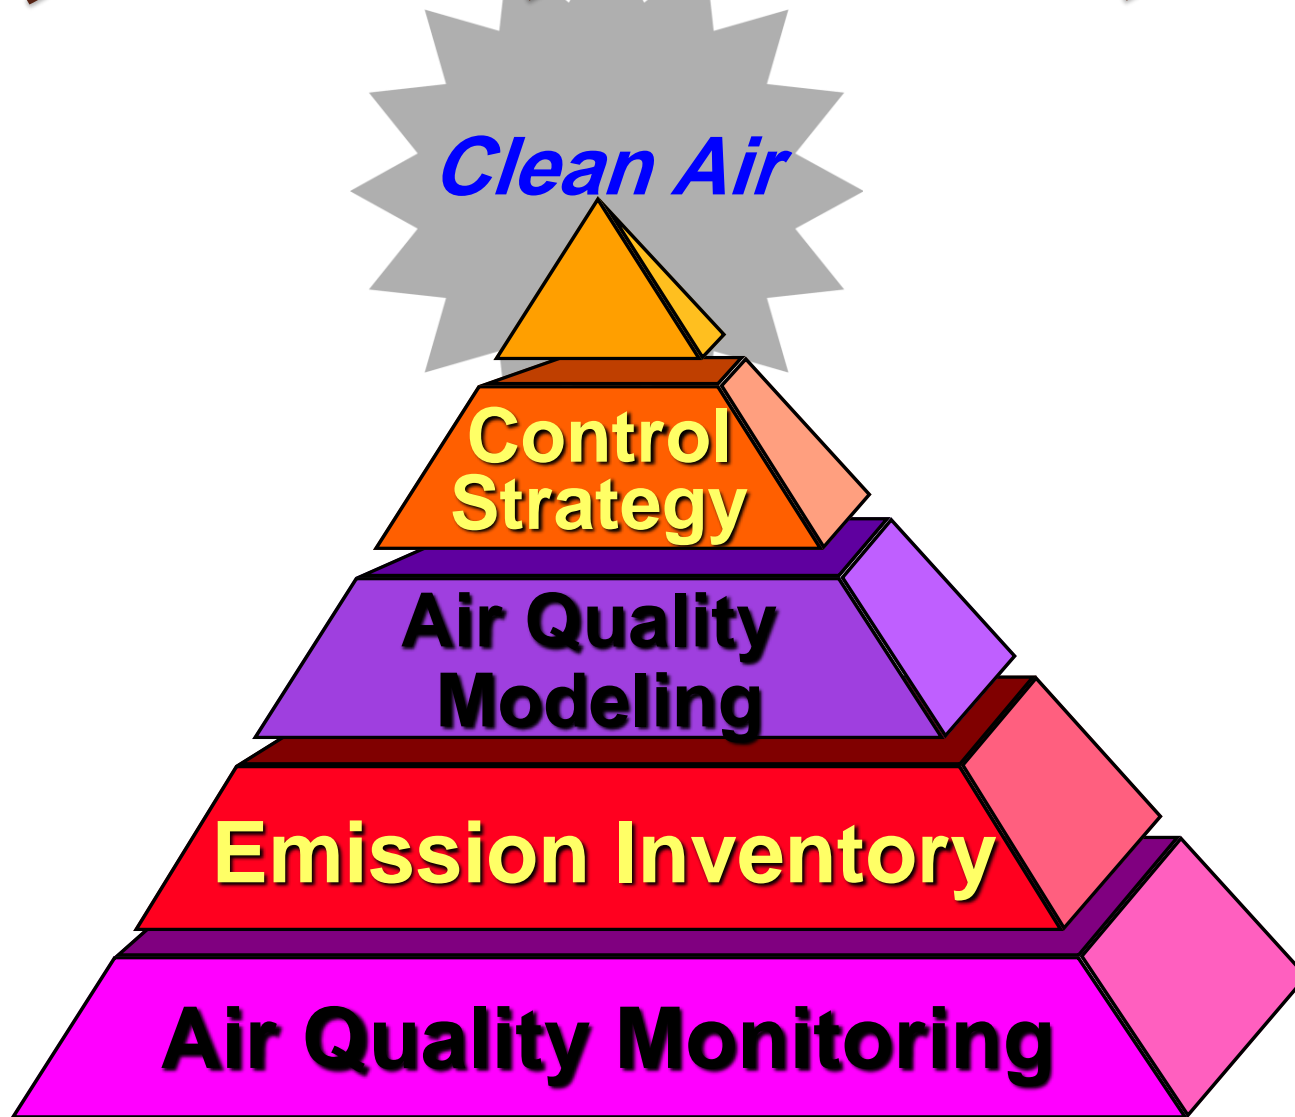 Clean Air
Control
Strategy
Air Quality
Modeling
Emission Inventory
Air Quality Monitoring